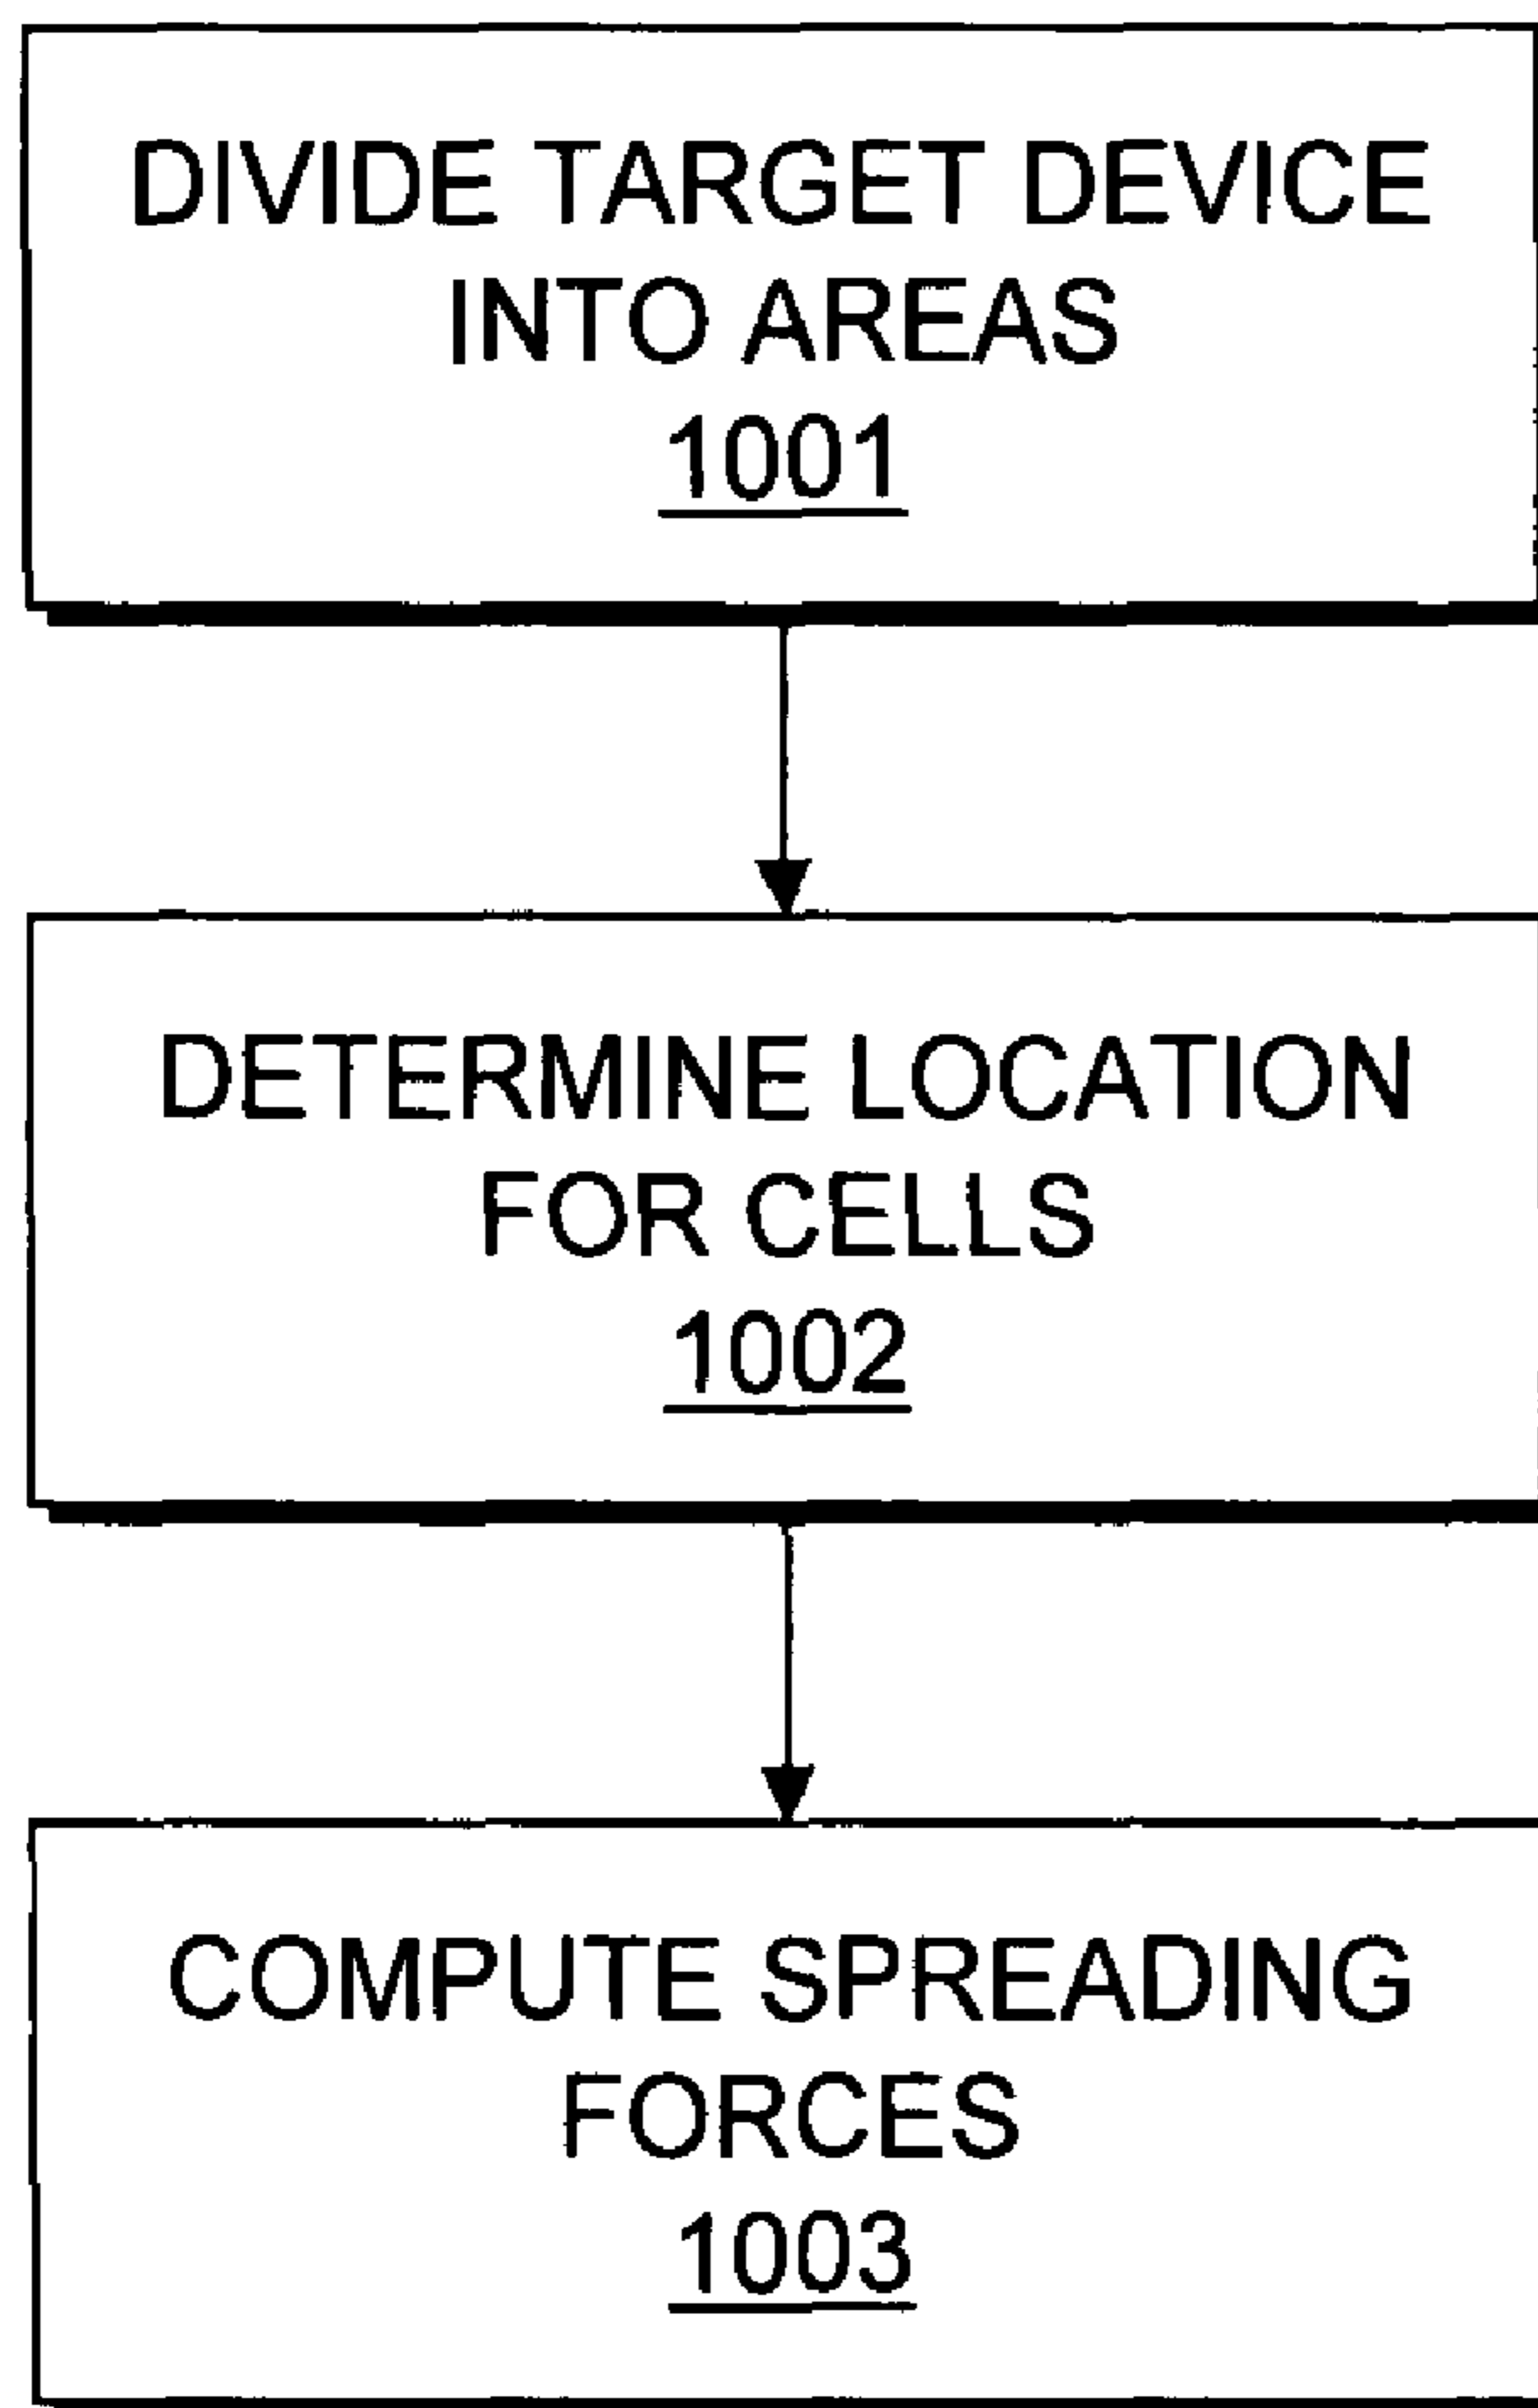 DIVIDE TARGET DEVICE
INTO AREAS
1001
DETERMINE LOCATION
FOR CELLS
1002
COMPUTE SPREADING
FORCES
1003